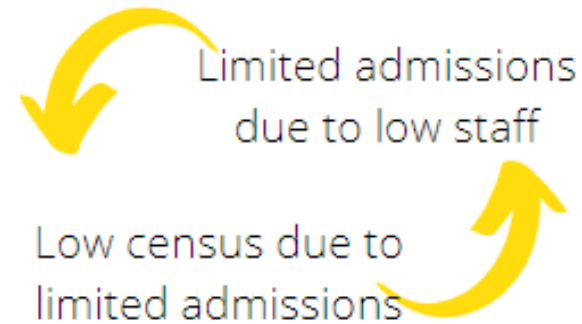 Limited admissions
due to low staff
Low census due to
limited admissions